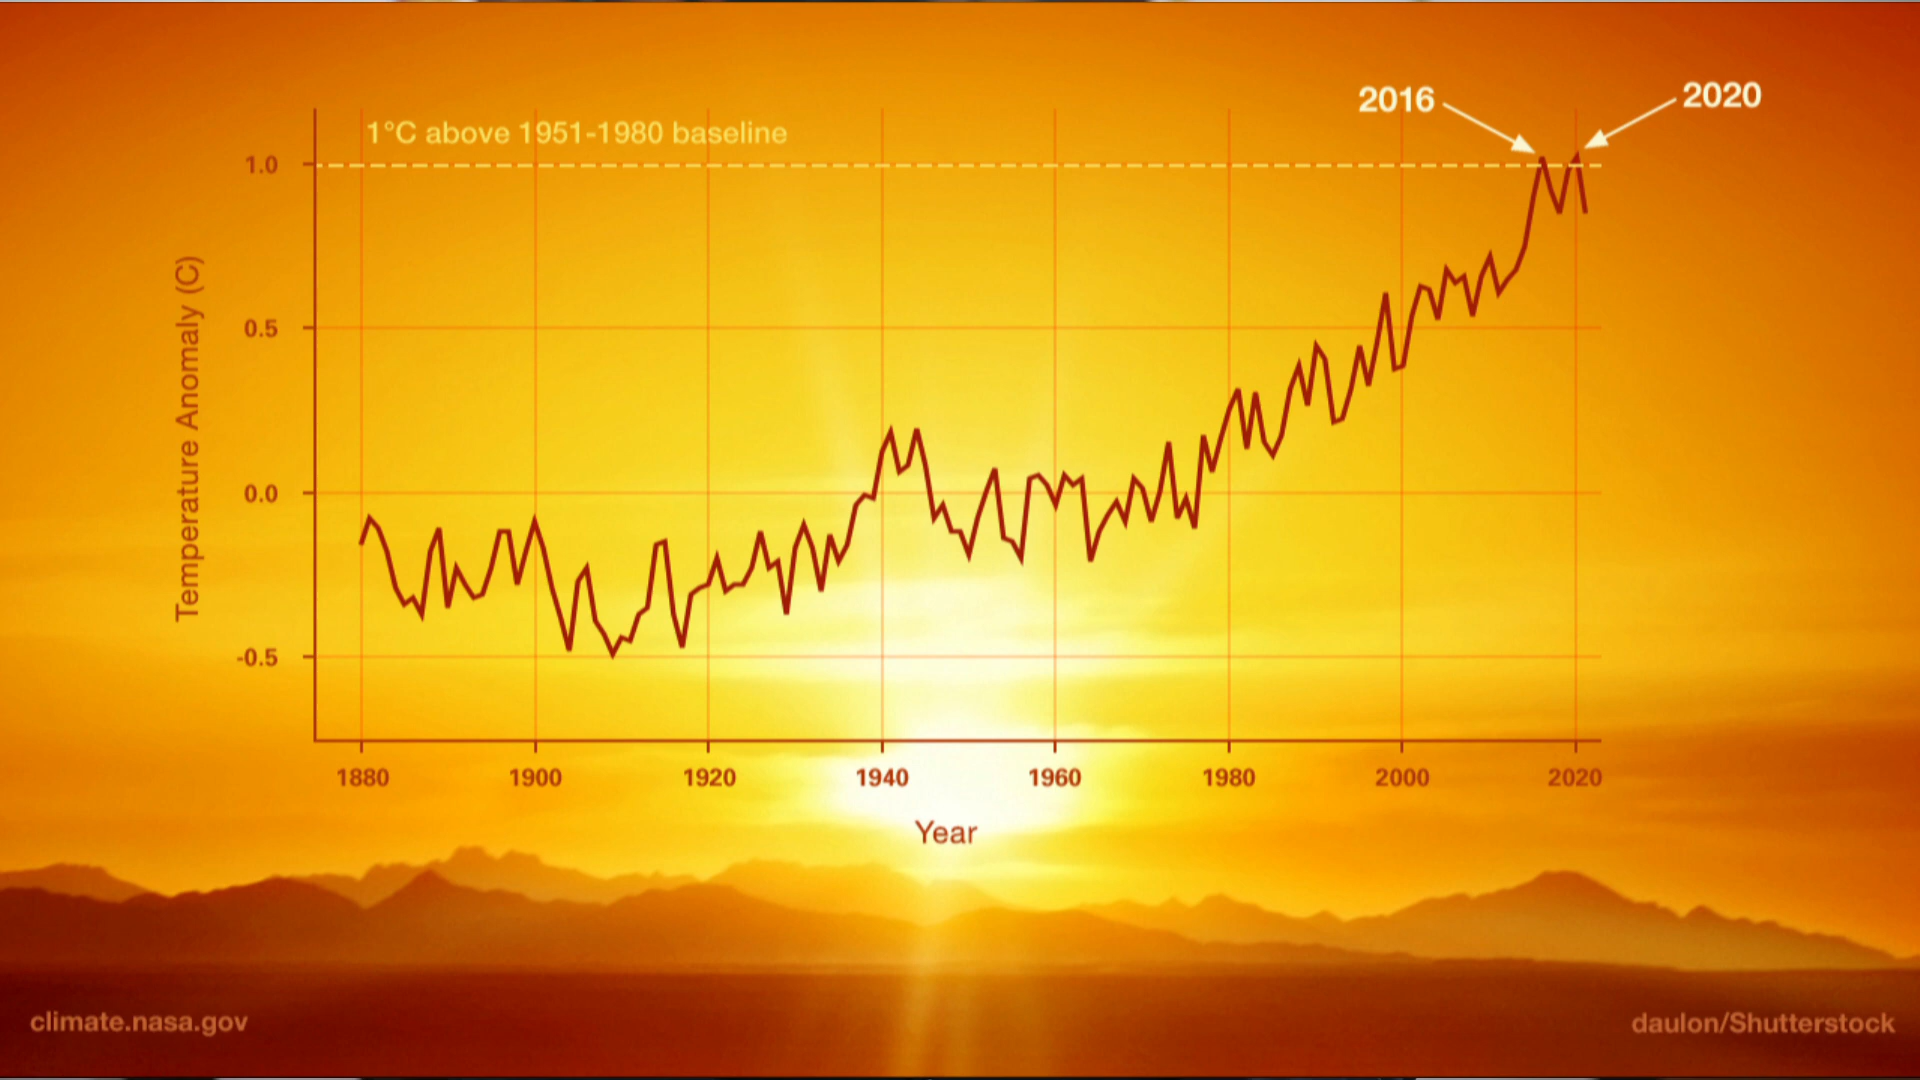 2016
2020
1°C above 1951-1980 baseline
1.0
0.5
0.0
-0.5
Temperature Anomaly (C)
1880 1900 1920 1940 1960 1980 2000 2020
Year
climate.nasa.gov
daulon/Shutterstock